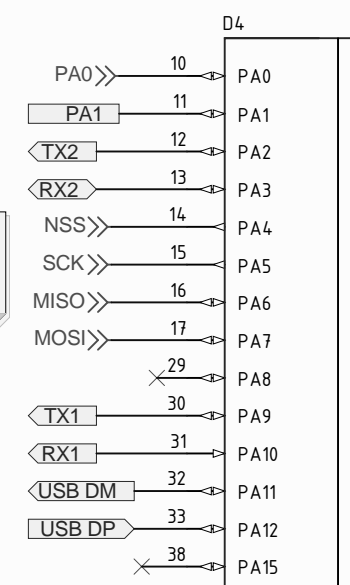 D4
PA0 10 PA0
PA1 11 PA1
TX2 12 PA2
RX2 13 PA3
NSS 14 PA4
SCK 15 PA5
MISO 16 PA6
MOSI 17 PA7
29 PA8
TX1 30 PA9
RX1 31 PA10
USB DM 32 PA11
USB DP 33 PA12
38 PA15